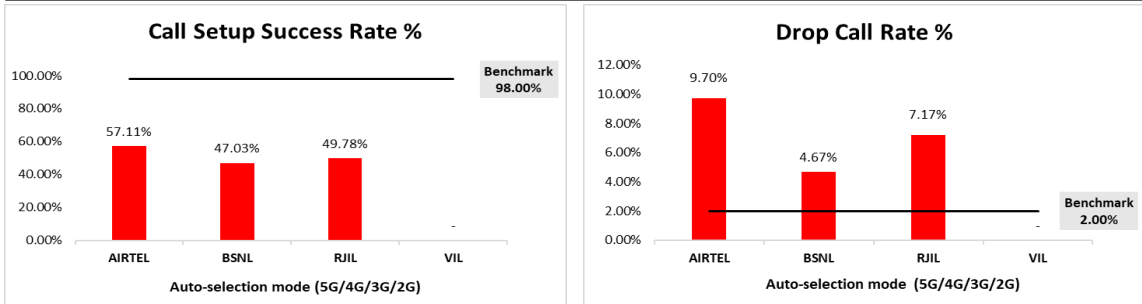 Call Setup Success Rate %
100.00%
80.00%
60.00%
40.00%
20.00%
0.00%
Benchmark
98.00%
57.11%
47.03%
49.78%
-
AIRTEL BSNL RJIL VIL
Auto-selection mode (5G/4G/3G/2G)
Drop Call Rate %
12.00%
10.00%
8.00%
6.00%
4.00%
2.00%
0.00%
9.70%
4.67%
7.17%
-
Benchmark
2.00%
AIRTEL BSNL RJIL VIL
Auto-selection mode (5G/4G/3G/2G)